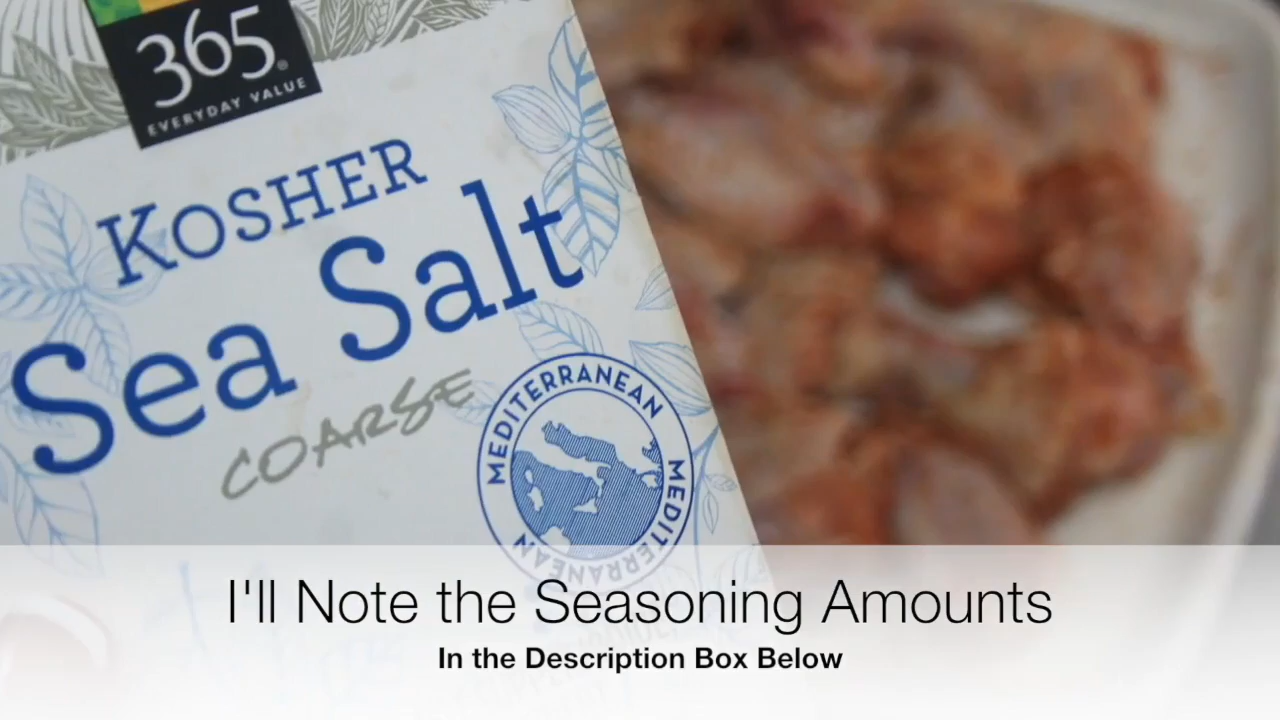 365®
EVERYDAY VALUE
KOSHER
Sea Salt
COARSE
MEDITERRANEAN
MEDITERRANEAN
I'll Note the Seasoning Amounts
In the Description Box Below